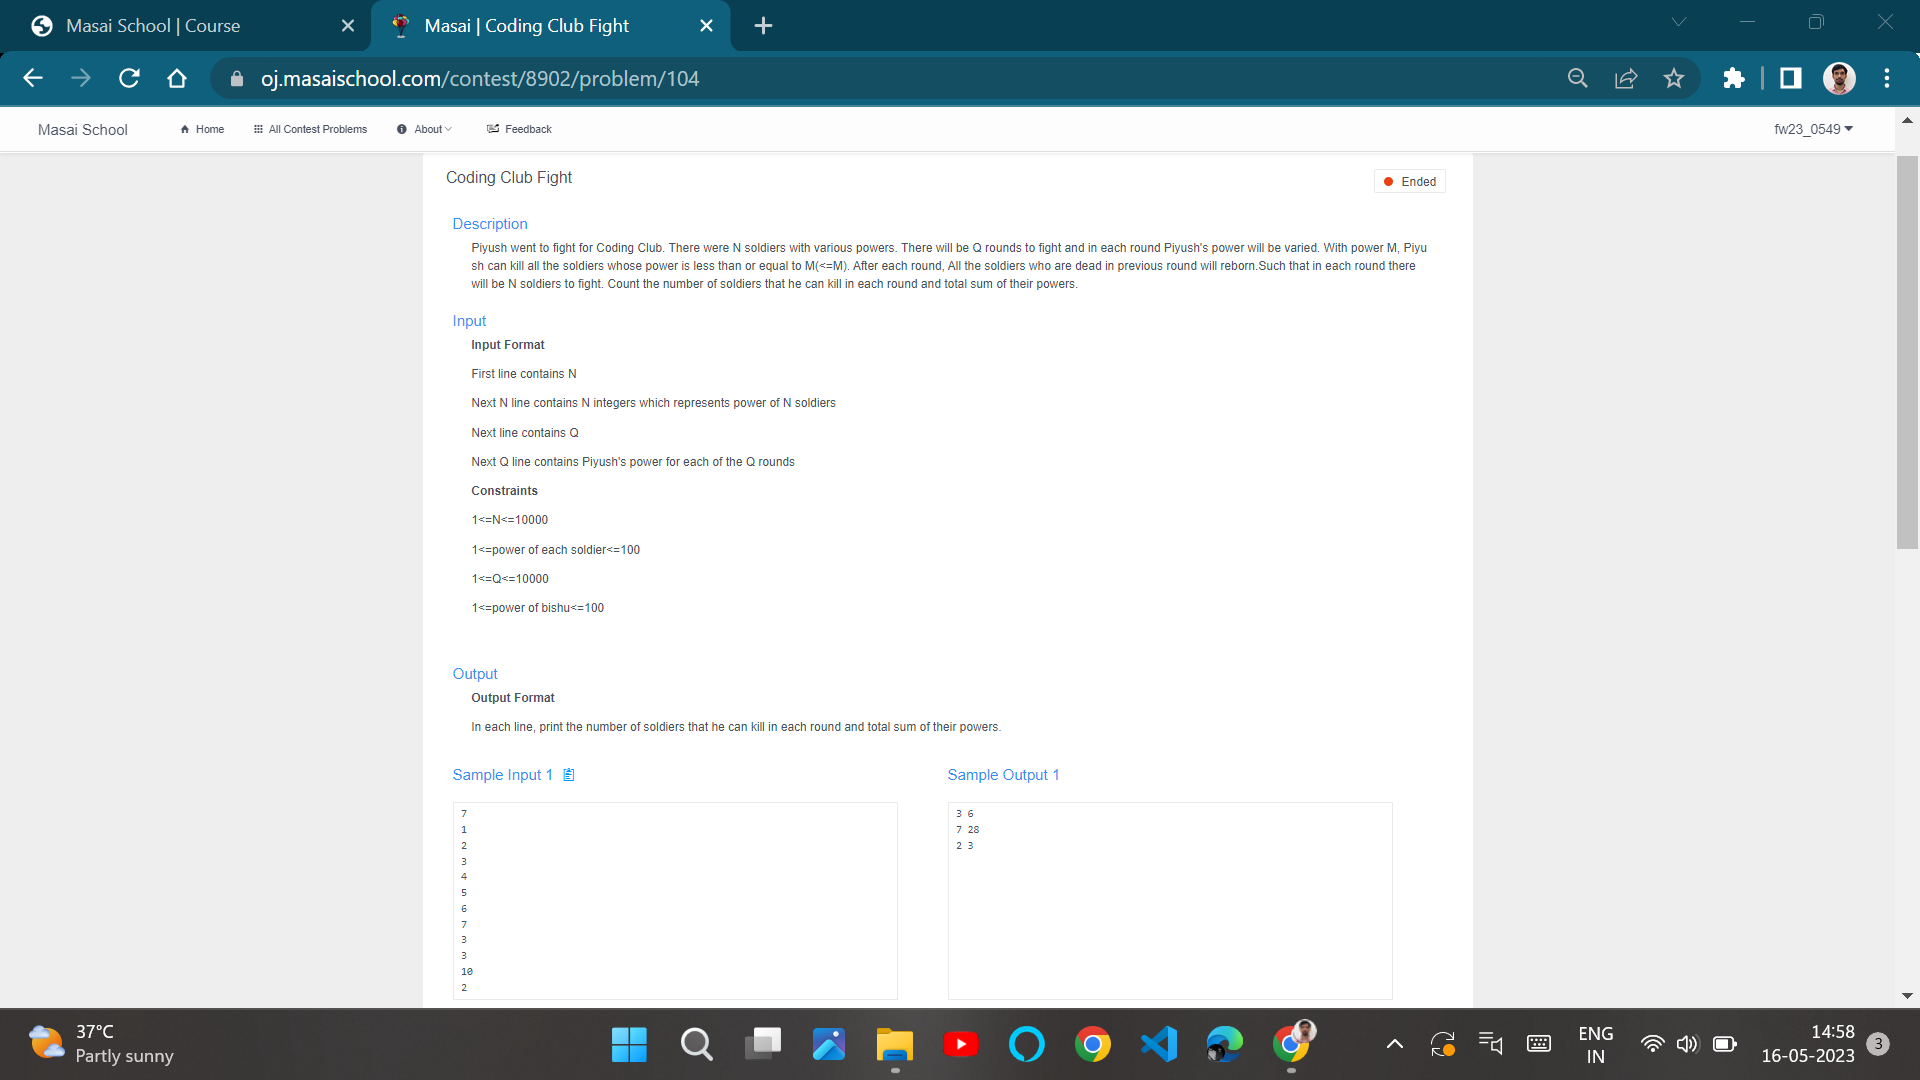 Masai School | Course
Masai | Coding Club Fight
oj.masaischool.com/contest/8902/problem/104
Masai School
Home
All Contest Problems
About
Feedback
fw23_0549
Coding Club Fight
Ended
Description
Piyush went to fight for Coding Club. There were N soldiers with various powers. There will be Q rounds to fight and in each round Piyush's power will be varied. With power M, Piyu
sh can kill all the soldiers whose power is less than or equal to M(<=M). After each round, All the soldiers who are dead in previous round will reborn.Such that in each round there
will be N soldiers to fight. Count the number of soldiers that he can kill in each round and total sum of their powers.
Input
Input Format
First line contains N
Next N line contains N integers which represents power of N soldiers
Next line contains Q
Next Q line contains Piyush's power for each of the Q rounds
Constraints
1<=N<=10000
1<=power of each soldier<=100
1<=Q<=10000
1<=power of bishu<=100
Output
Output Format
In each line, print the number of soldiers that he can kill in each round and total sum of their powers.
Sample Input 1
7
1
2
3
4
5
6
7
3
3
10
2
Sample Output 1
3 6
7 28
2 3
37°C
Partly sunny
ENG
IN
14:58
16-05-2023
3